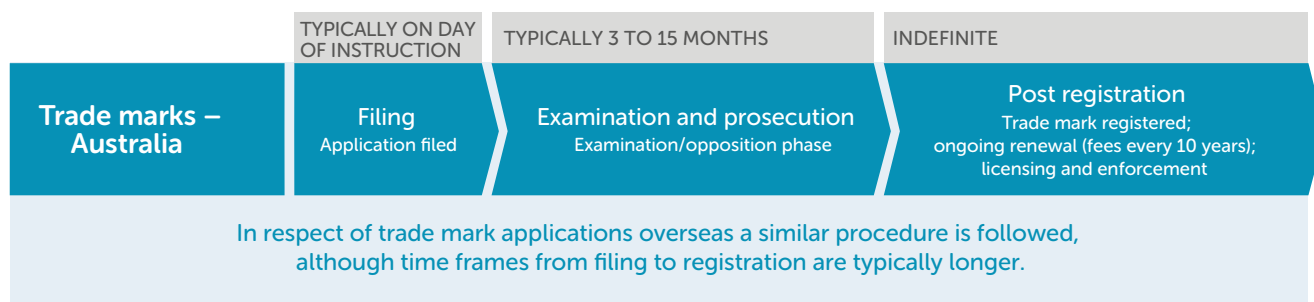 TYPICALLY ON DAY
OF INSTRUCTION
TYPICALLY 3 TO 15 MONTHS
INDEFINITE
Trade marks –
Australia
Filing
Application filed
Examination and prosecution
Examination/opposition phase
Post registration
Trade mark registered;
ongoing renewal (fees every 10 years);
licensing and enforcement
In respect of trade mark applications overseas a similar procedure is followed,
although time frames from filing to registration are typically longer.